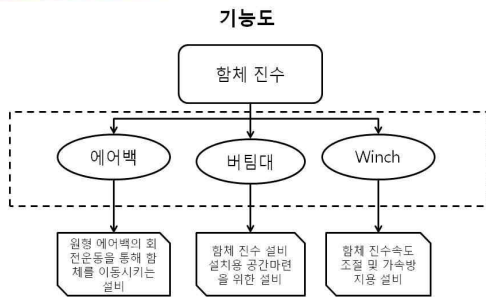 기능도
함체 진수
에어백
버팀대
Winch
원형 에어백의 회
전운동을 통해 함
체를 이동시키는
설비
함체 진수 설비
설치용 공간마련
을 위한 설비
함체 진수속도
조절 및 가속방
지용 설비